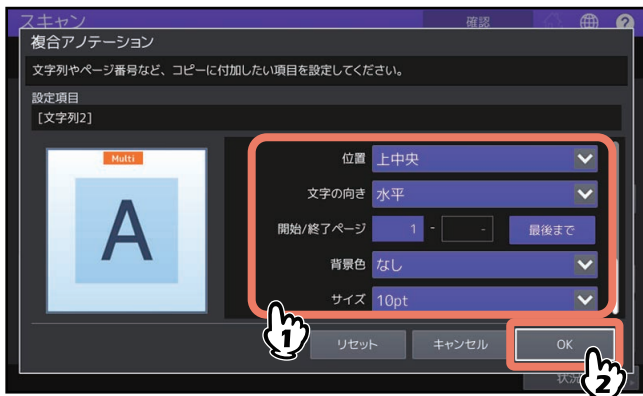 スキャン 確認
複合アノテーション
文字列やページ番号など、コピーに付加したい項目を設定してください。
設定項目
[文字列2]
Multi
A
位置 上中央
文字の向き 水平
開始/終了ページ 1 - - 最後まで
背景色 なし
サイズ 10pt
1
リセット キャンセル OK
2